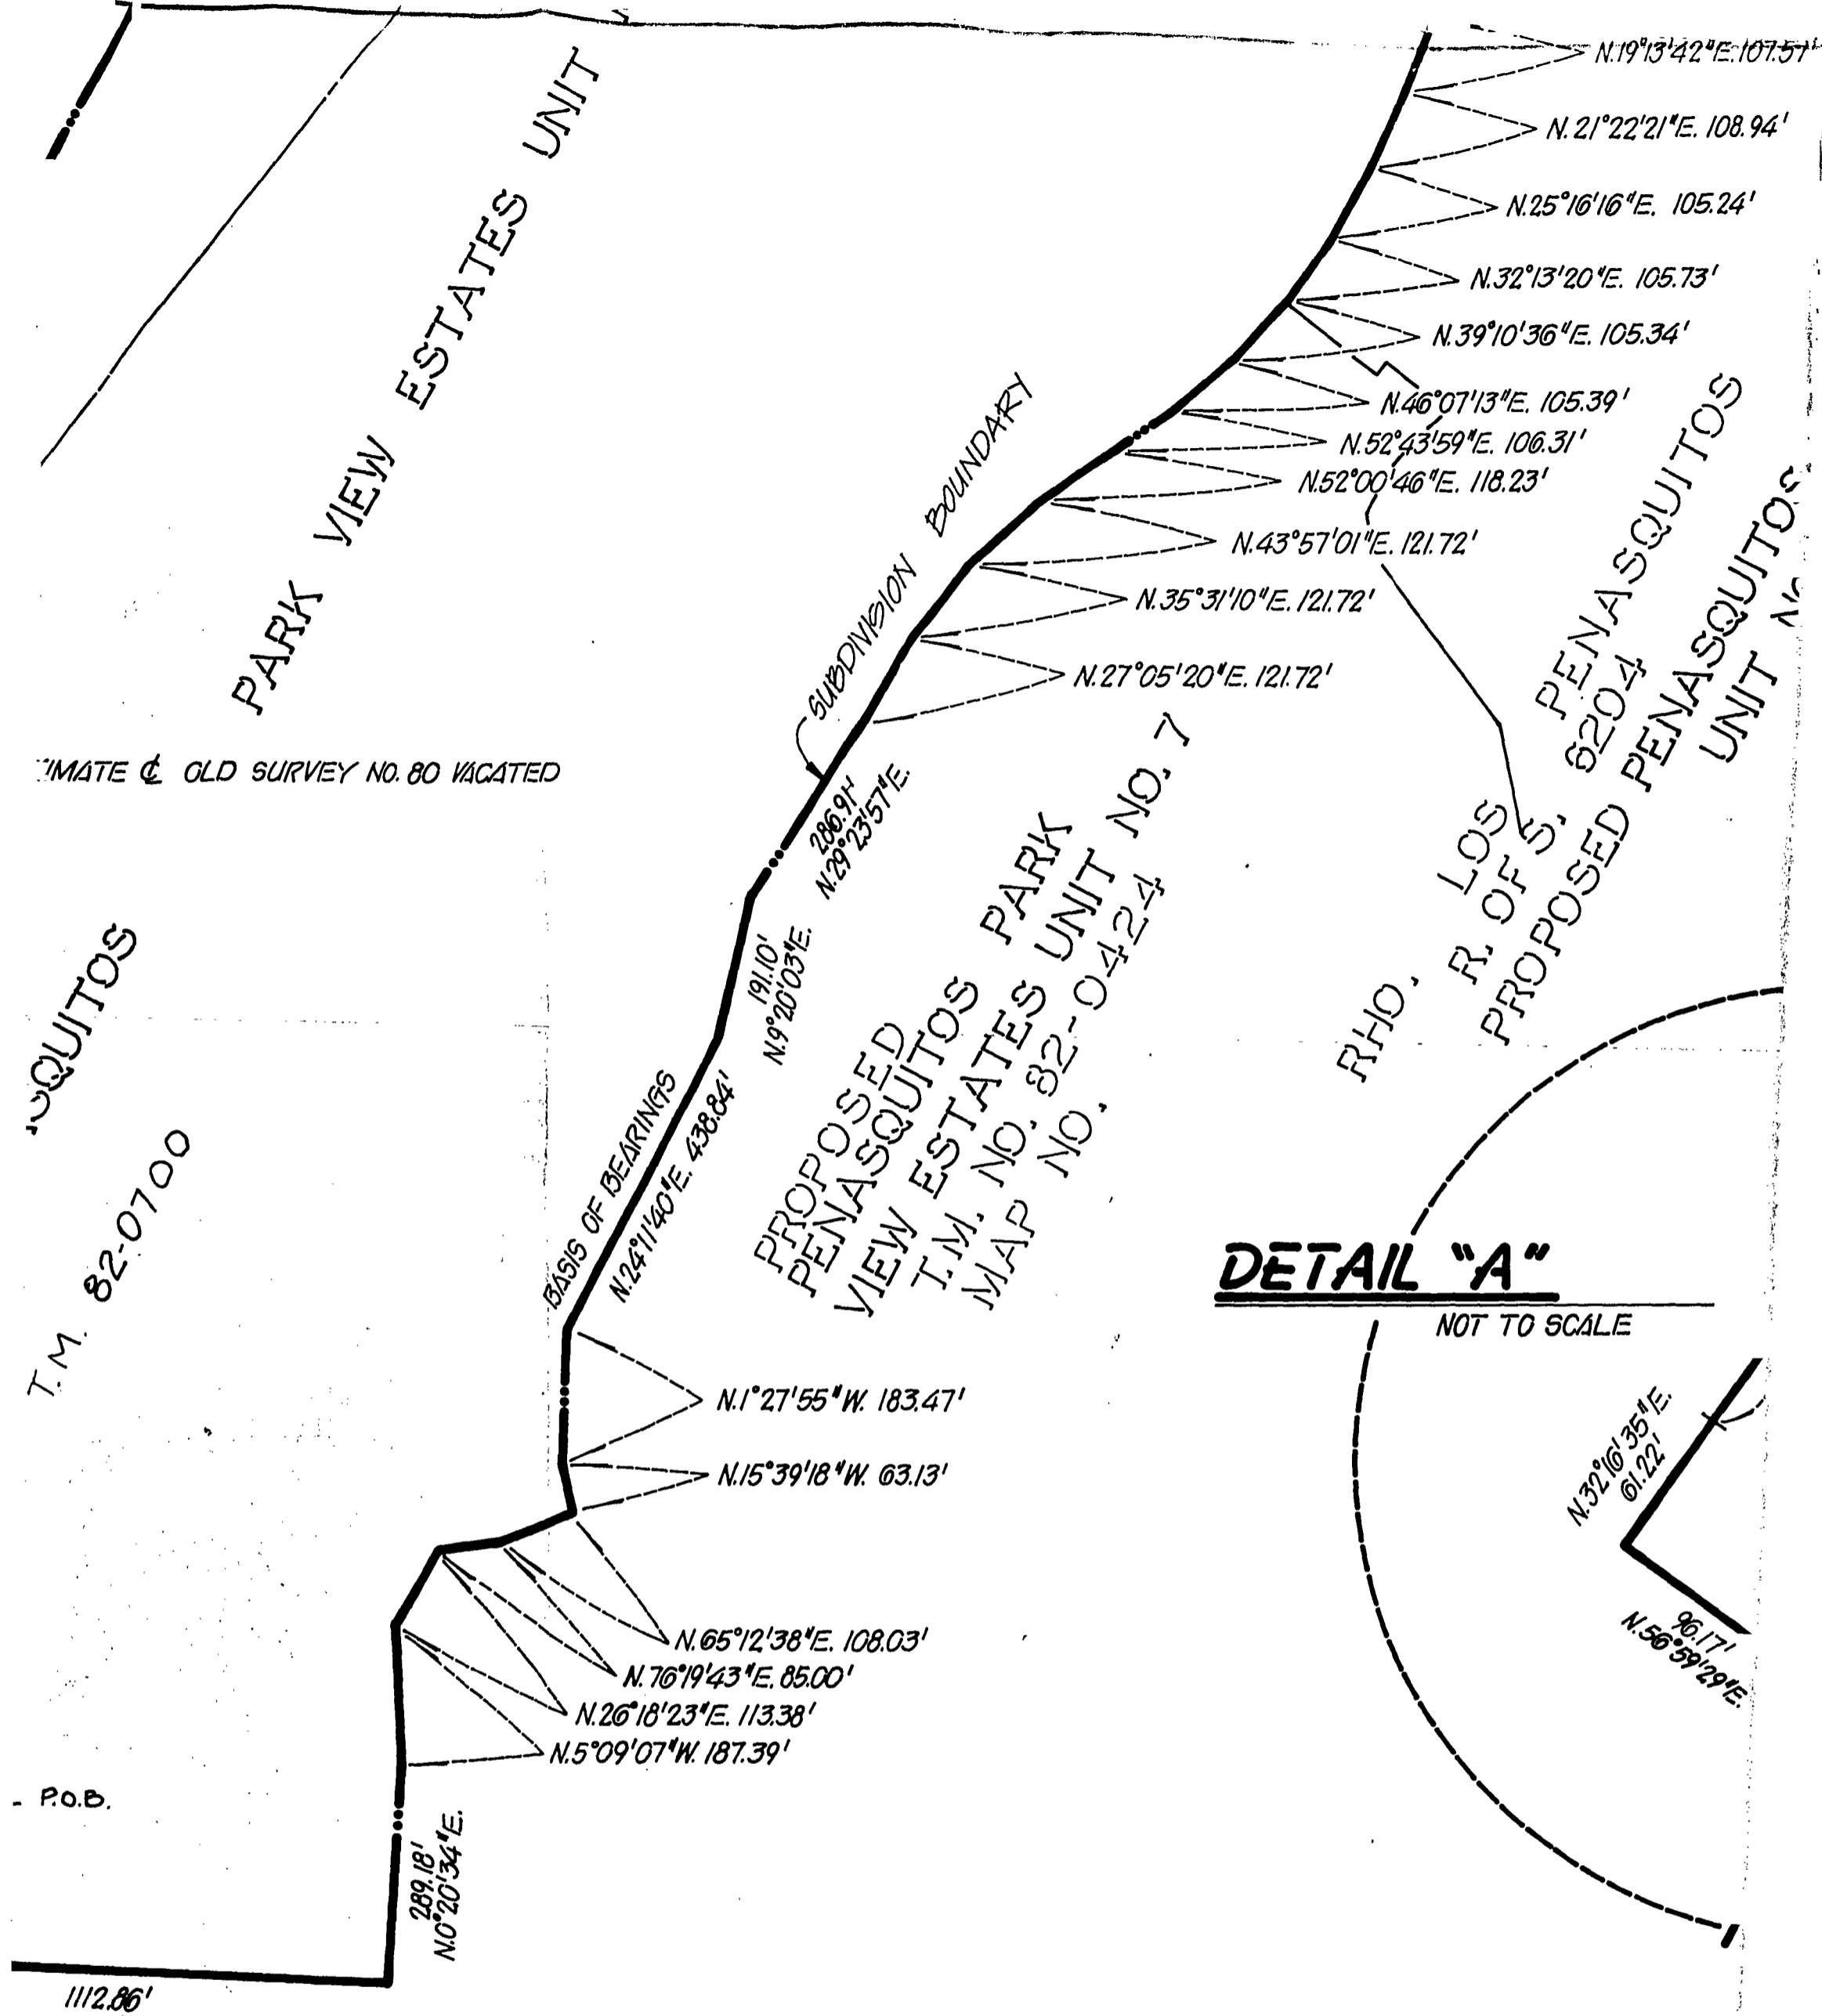 N.19°13'42"E. 107.57'
N.21°22'21"E. 108.94'
N.25°16'16"E. 105.24'
N.32°13'20"E. 105.73'
N.39°10'36"E. 105.34'
N.46°07'13"E. 105.39'
N.52°43'59"E. 106.31'
N.52°00'46"E. 118.23'
N.43°57'01"E. 121.72'
N.35°31'10"E. 121.72'
N.27°05'20"E. 121.72'
PARK VIEW ESTATES UNIT
SUBDIVISION BOUNDARY
OLD SURVEY NO. 80 VACATED
286.91'
N.29°23'57"E.
191.10'
N.9°20'03"E.
BASIS OF BEARINGS
N.24°11'40"E. 438.84'
PROPOSED
PENASQUITOS PARK
VIEW ESTATES UNIT NO. 7
T.M. NO. 82-0424
MAP NO.
RHO. LOS PENASQUITOS
R. OF S. 8204
PROPOSED PENASQUITOS
UNIT
T.M. 82-0700
DETAIL "A"
NOT TO SCALE
N.1°27'55"W. 183.47'
N.15°39'18"W. 63.13'
N.32°16'35"E.
61.22'
96.17'
N.56°59'29"E.
N.65°12'38"E. 108.03'
N.76°19'43"E. 85.00'
N.26°18'23"E. 113.38'
N.5°09'07"W. 187.39'
P.O.B.
289.18'
N.0°20'34"E.
1112.86'